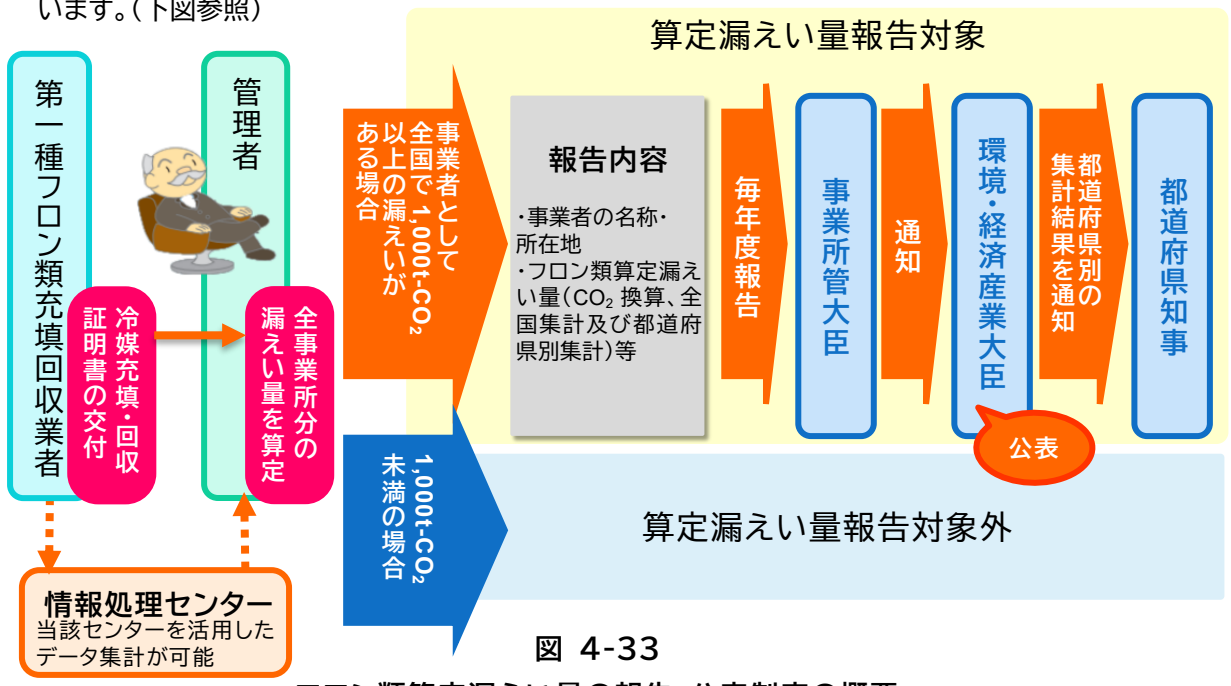 います。(下図参照)
算定漏えい量報告対象
第一種フロン類充填回収業者
冷媒充填・回収
証明書の交付
管理者
全事業所分の
漏えい量を算定
事業者として
全国で1,000t-CO₂
以上の漏えいが
ある場合
報告内容
・事業者の名称・
所在地
・フロン類算定漏え
い量(CO₂ 換算、全
国集計及び都道府
県別集計)等
毎年度報告
事業所管大臣
通知
環境・経済産業大臣
公表
都道府県別の
集計結果を通知
都道府県知事
1,000t-CO₂
未満の場合
算定漏えい量報告対象外
情報処理センター
当該センターを活用した
データ集計が可能
図 4-33